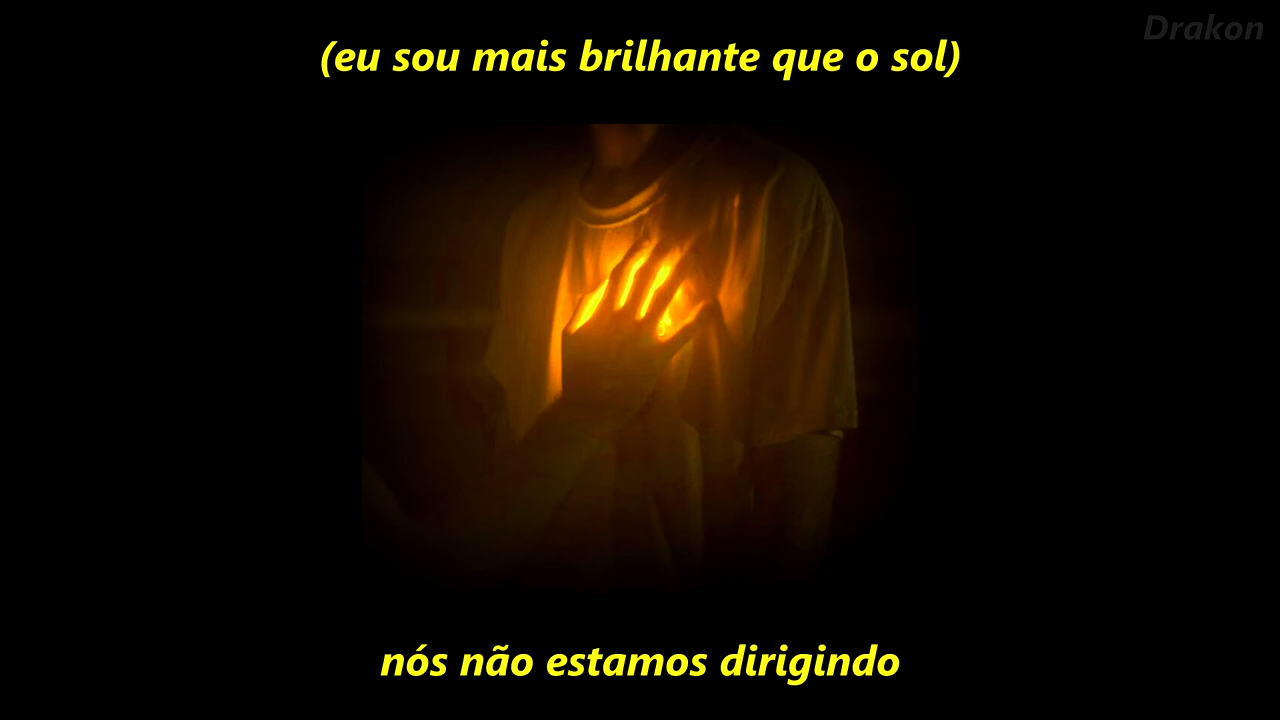 Drakon
(eu sou mais brilhante que o sol)
nós não estamos dirigindo